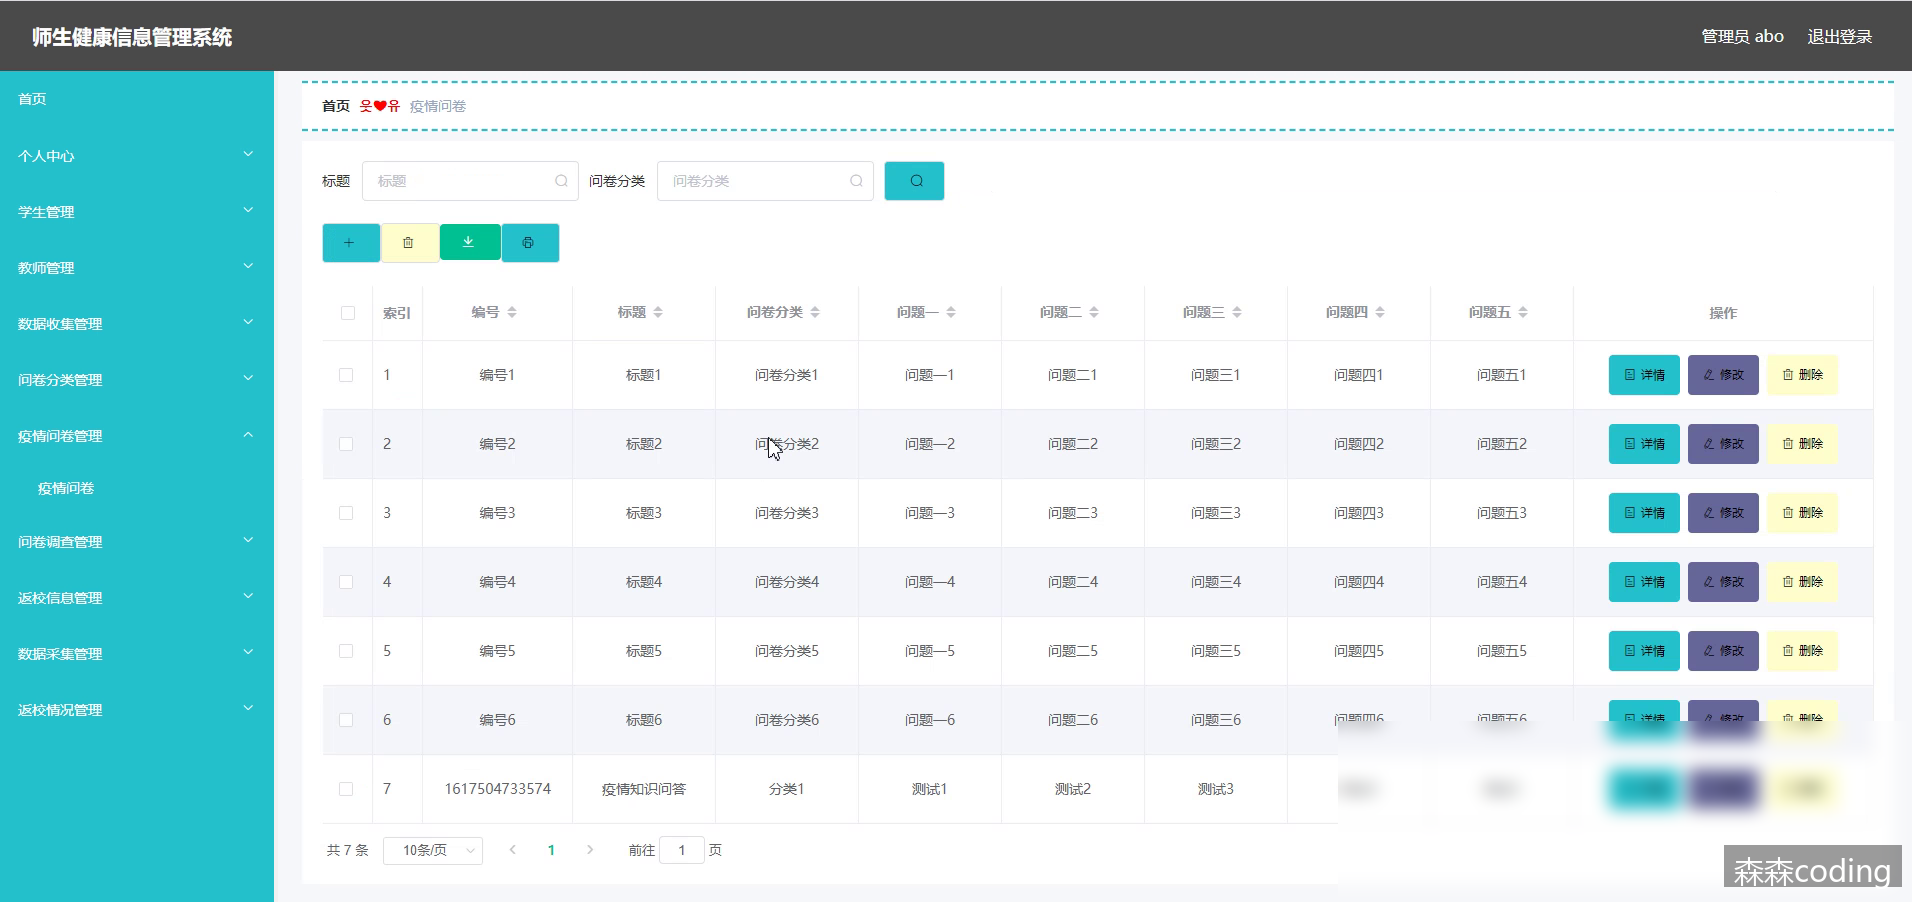 师生健康信息管理系统
管理员 abo 退出登录
首页
个人中心
学生管理
教师管理
数据收集管理
问卷分类管理
疫情问卷管理
疫情问卷
问卷调查管理
返校信息管理
数据采集管理
返校情况管理
首页 웃❤유 疫情问卷
标题 标题 问卷分类 问卷分类
索引 编号 标题 问卷分类 问题一 问题二 问题三 问题四 问题五 操作
1 编号1 标题1 问卷分类1 问题一1 问题二1 问题三1 问题四1 问题五1 详情 修改 删除
2 编号2 标题2 问卷分类2 问题一2 问题二2 问题三2 问题四2 问题五2 详情 修改 删除
3 编号3 标题3 问卷分类3 问题一3 问题二3 问题三3 问题四3 问题五3 详情 修改 删除
4 编号4 标题4 问卷分类4 问题一4 问题二4 问题三4 问题四4 问题五4 详情 修改 删除
5 编号5 标题5 问卷分类5 问题一5 问题二5 问题三5 问题四5 问题五5 详情 修改 删除
6 编号6 标题6 问卷分类6 问题一6 问题二6 问题三6 问题四6 问题五6 详情 修改 删除
7 1617504733574 疫情知识问答 分类1 测试1 测试2 测试3
共 7 条 10条/页 1 前往 1 页
森森coding